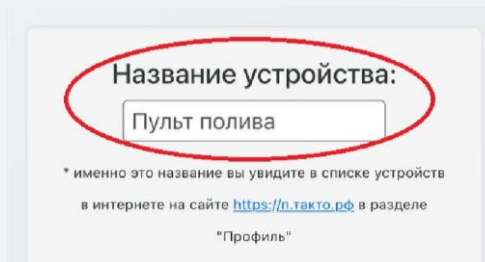 Название устройства:
Пульт полива
* именно это название вы увидите в списке устройств
в интернете на сайте https://п.такто.рф в разделе
"Профиль"